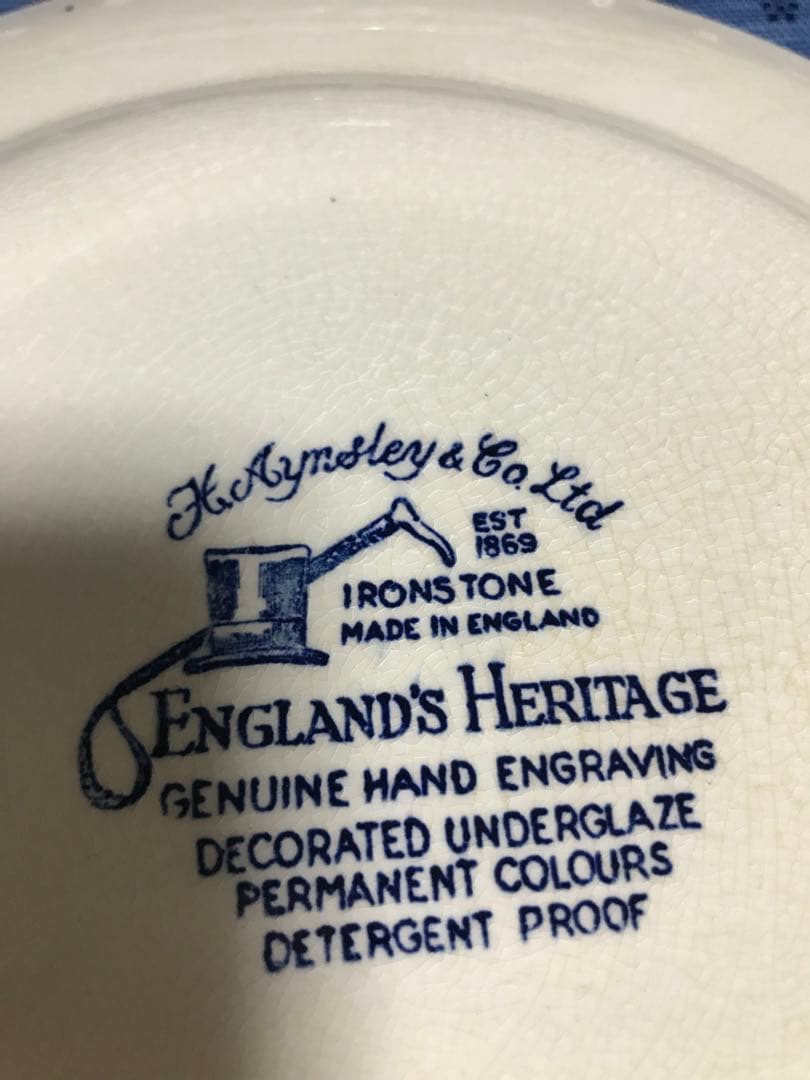 H. Aynsley & Co. Ltd
EST
1869
IRONSTONE
MADE IN ENGLAND
ENGLAND'S HERITAGE
GENUINE HAND ENGRAVING
DECORATED UNDERGLAZE
PERMANENT COLOURS
DETERGENT PROOF